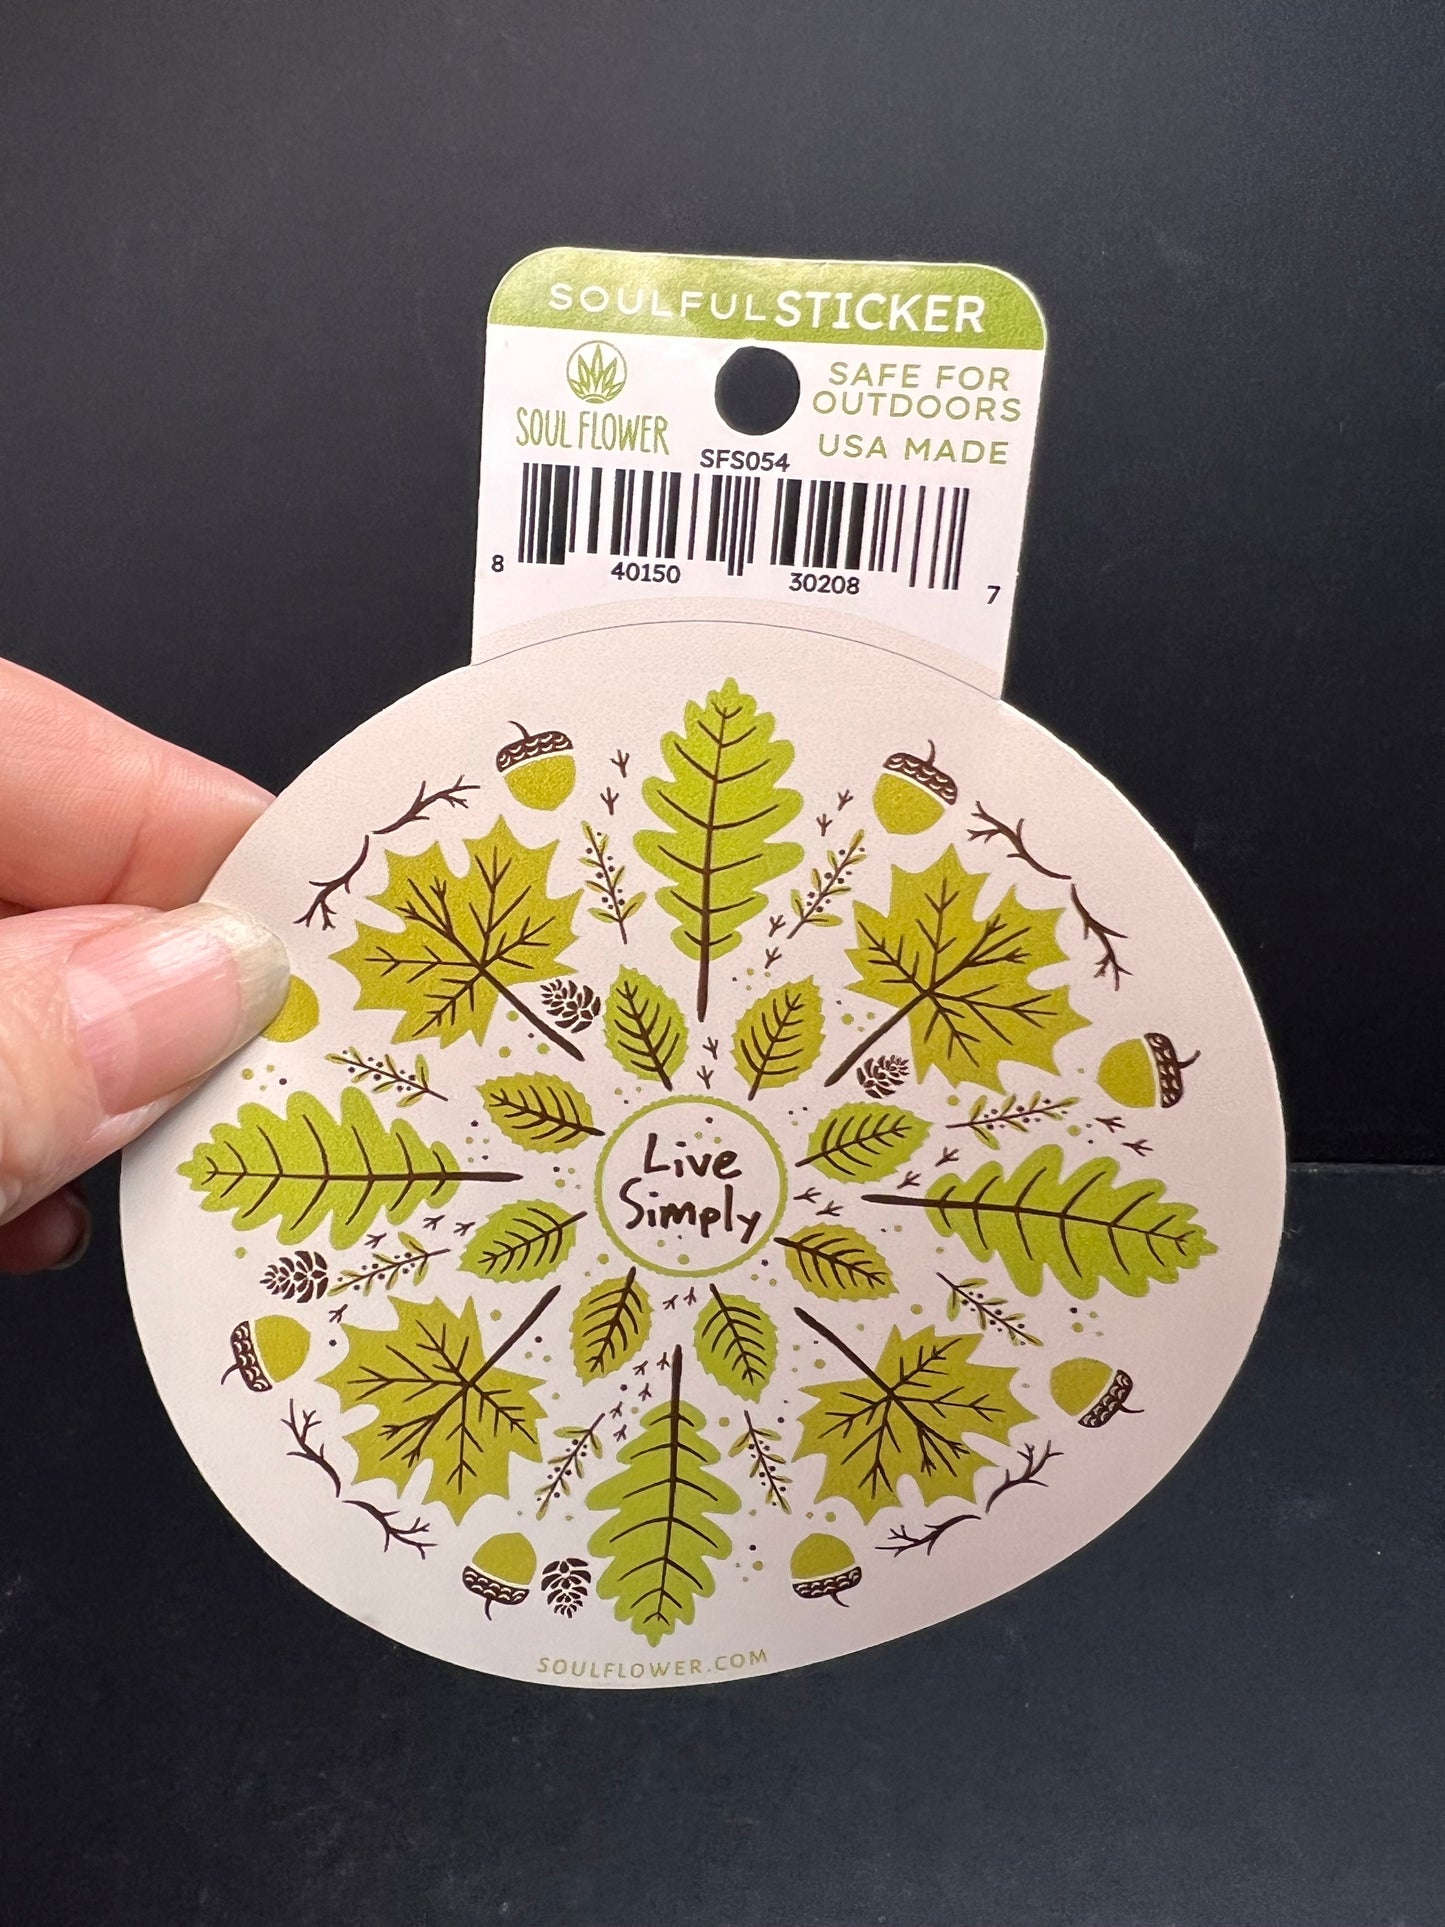 SOULFUL STICKER
SOUL FLOWER
SAFE FOR
OUTDOORS
USA MADE
SFS054
8 40150 30208 7
Live
Simply
SOULFLOWER.COM